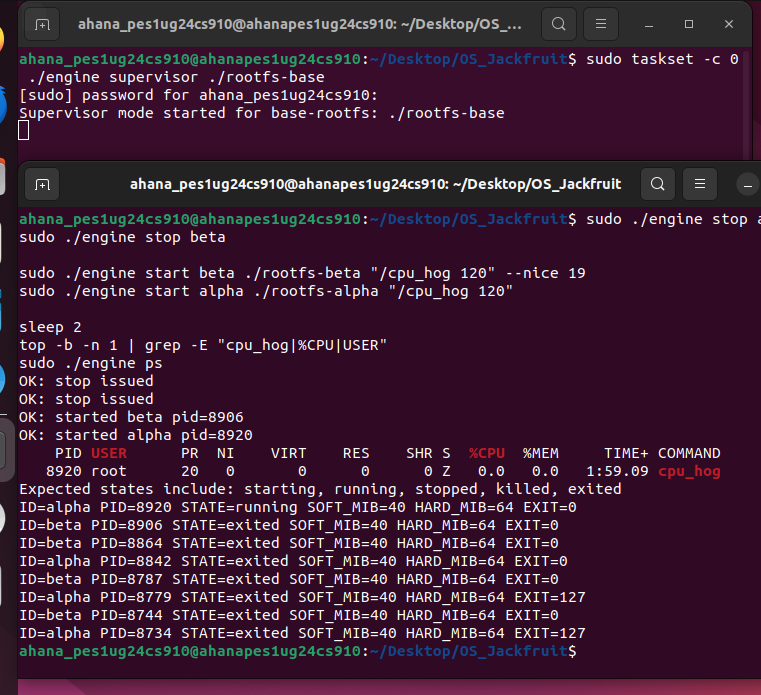 ahana_pes1ug24cs910@ahanapes1ug24cs910: ~/Desktop/OS_...
ahana_pes1ug24cs910@ahanapes1ug24cs910:~/Desktop/OS_Jackfruit$ sudo taskset -c 0
./engine supervisor ./rootfs-base
[sudo] password for ahana_pes1ug24cs910:
Supervisor mode started for base-rootfs: ./rootfs-base
ahana_pes1ug24cs910@ahanapes1ug24cs910: ~/Desktop/OS_Jackfruit
ahana_pes1ug24cs910@ahanapes1ug24cs910:~/Desktop/OS_Jackfruit$ sudo ./engine stop
sudo ./engine stop beta
sudo ./engine start beta ./rootfs-beta "/cpu_hog 120" --nice 19
sudo ./engine start alpha ./rootfs-alpha "/cpu_hog 120"
sleep 2
top -b -n 1 | grep -E "cpu_hog|%CPU|USER"
sudo ./engine ps
OK: stop issued
OK: stop issued
OK: started beta pid=8906
OK: started alpha pid=8920
PID USER PR NI VIRT RES SHR S %CPU %MEM TIME+ COMMAND
8920 root 20 0 0 0 0 Z 0.0 0.0 1:59.09 cpu_hog
Expected states include: starting, running, stopped, killed, exited
ID=alpha PID=8920 STATE=running SOFT_MIB=40 HARD_MIB=64 EXIT=0
ID=beta PID=8906 STATE=exited SOFT_MIB=40 HARD_MIB=64 EXIT=0
ID=beta PID=8864 STATE=exited SOFT_MIB=40 HARD_MIB=64 EXIT=0
ID=alpha PID=8842 STATE=exited SOFT_MIB=40 HARD_MIB=64 EXIT=0
ID=beta PID=8787 STATE=exited SOFT_MIB=40 HARD_MIB=64 EXIT=0
ID=alpha PID=8779 STATE=exited SOFT_MIB=40 HARD_MIB=64 EXIT=127
ID=beta PID=8744 STATE=exited SOFT_MIB=40 HARD_MIB=64 EXIT=0
ID=alpha PID=8734 STATE=exited SOFT_MIB=40 HARD_MIB=64 EXIT=127
ahana_pes1ug24cs910@ahanapes1ug24cs910:~/Desktop/OS_Jackfruit$